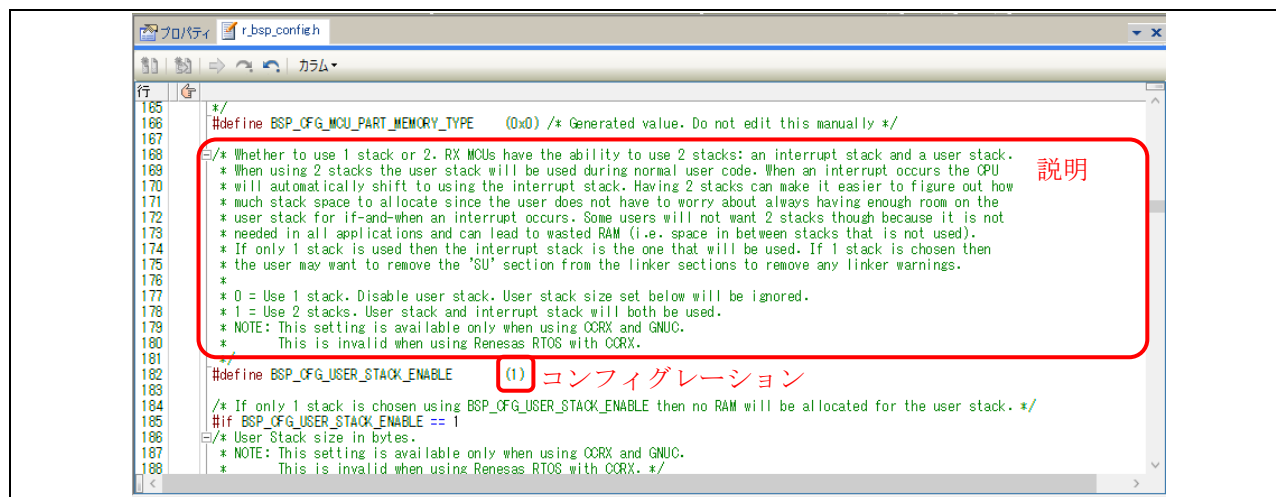 プロパティ r_bsp_config.h
カラム
行
165 */
166 #define BSP_CFG_MCU_PART_MEMORY_TYPE (0x0) /* Generated value. Do not edit this manually */
167
168 /* Whether to use 1 stack or 2. RX MCUs have the ability to use 2 stacks: an interrupt stack and a user stack.
169 * When using 2 stacks the user stack will be used during normal user code. When an interrupt occurs the CPU
170 * will automatically shift to using the interrupt stack. Having 2 stacks can make it easier to figure out how
171 * much stack space to allocate since the user does not have to worry about always having enough room on the
172 * user stack for if-and-when an interrupt occurs. Some users will not want 2 stacks though because it is not
173 * needed in all applications and can lead to wasted RAM (i.e. space in between stacks that is not used).
174 * If only 1 stack is used then the interrupt stack is the one that will be used. If 1 stack is chosen then
175 * the user may want to remove the 'SU' section from the linker sections to remove any linker warnings.
176 *
177 * 0 = Use 1 stack. Disable user stack. User stack size set below will be ignored.
178 * 1 = Use 2 stacks. User stack and interrupt stack will both be used.
179 * NOTE: This setting is available only when using CCRX and GNUC.
180 * This is invalid when using Renesas RTOS with CCRX.
181 */
説明
182 #define BSP_CFG_USER_STACK_ENABLE (1) コンフィグレーション
183
184 /* If only 1 stack is chosen using BSP_CFG_USER_STACK_ENABLE then no RAM will be allocated for the user stack. */
185 #if BSP_CFG_USER_STACK_ENABLE == 1
186 /* User Stack size in bytes.
187 * NOTE: This setting is available only when using CCRX and GNUC.
188 * This is invalid when using Renesas RTOS with CCRX. */